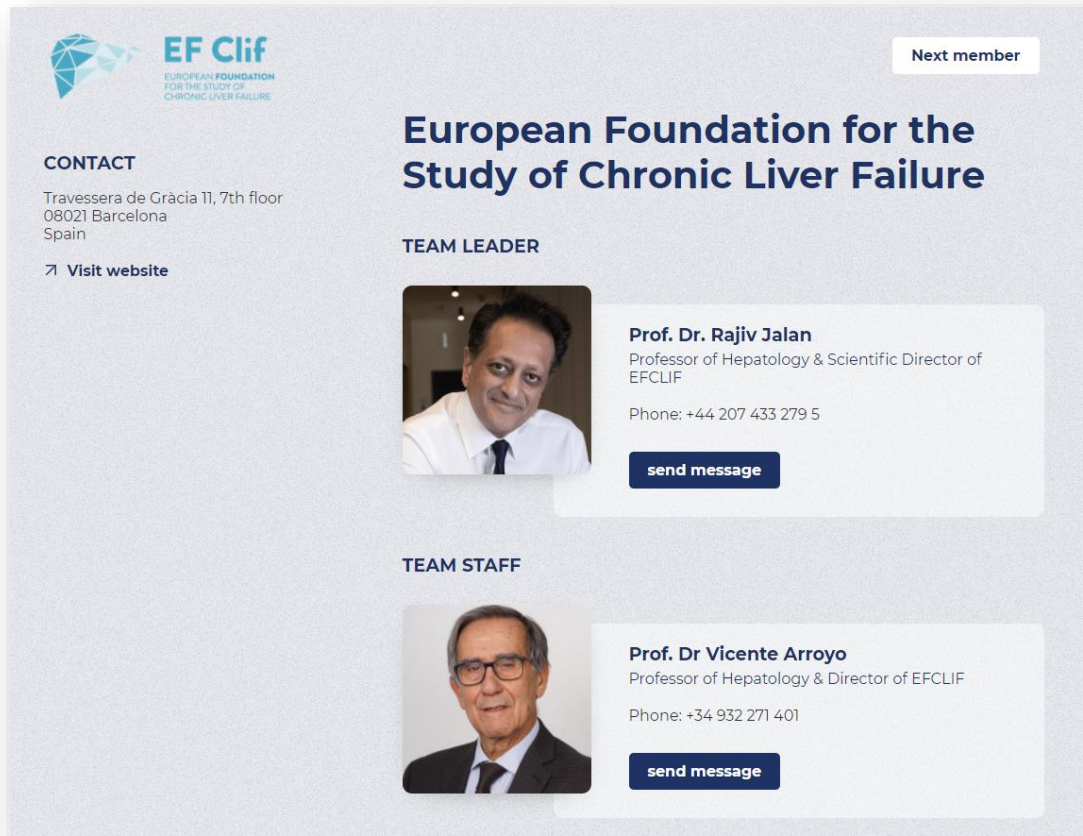 EF Clif
EUROPEAN FOUNDATION
FOR THE STUDY OF
CHRONIC LIVER FAILURE
Next member
CONTACT
Travessera de Gràcia 11, 7th floor
08021 Barcelona
Spain
Visit website
European Foundation for the
Study of Chronic Liver Failure
TEAM LEADER
Prof. Dr. Rajiv Jalan
Professor of Hepatology & Scientific Director of
EFCLIF
Phone: +44 207 433 279 5
send message
TEAM STAFF
Prof. Dr Vicente Arroyo
Professor of Hepatology & Director of EFCLIF
Phone: +34 932 271 401
send message